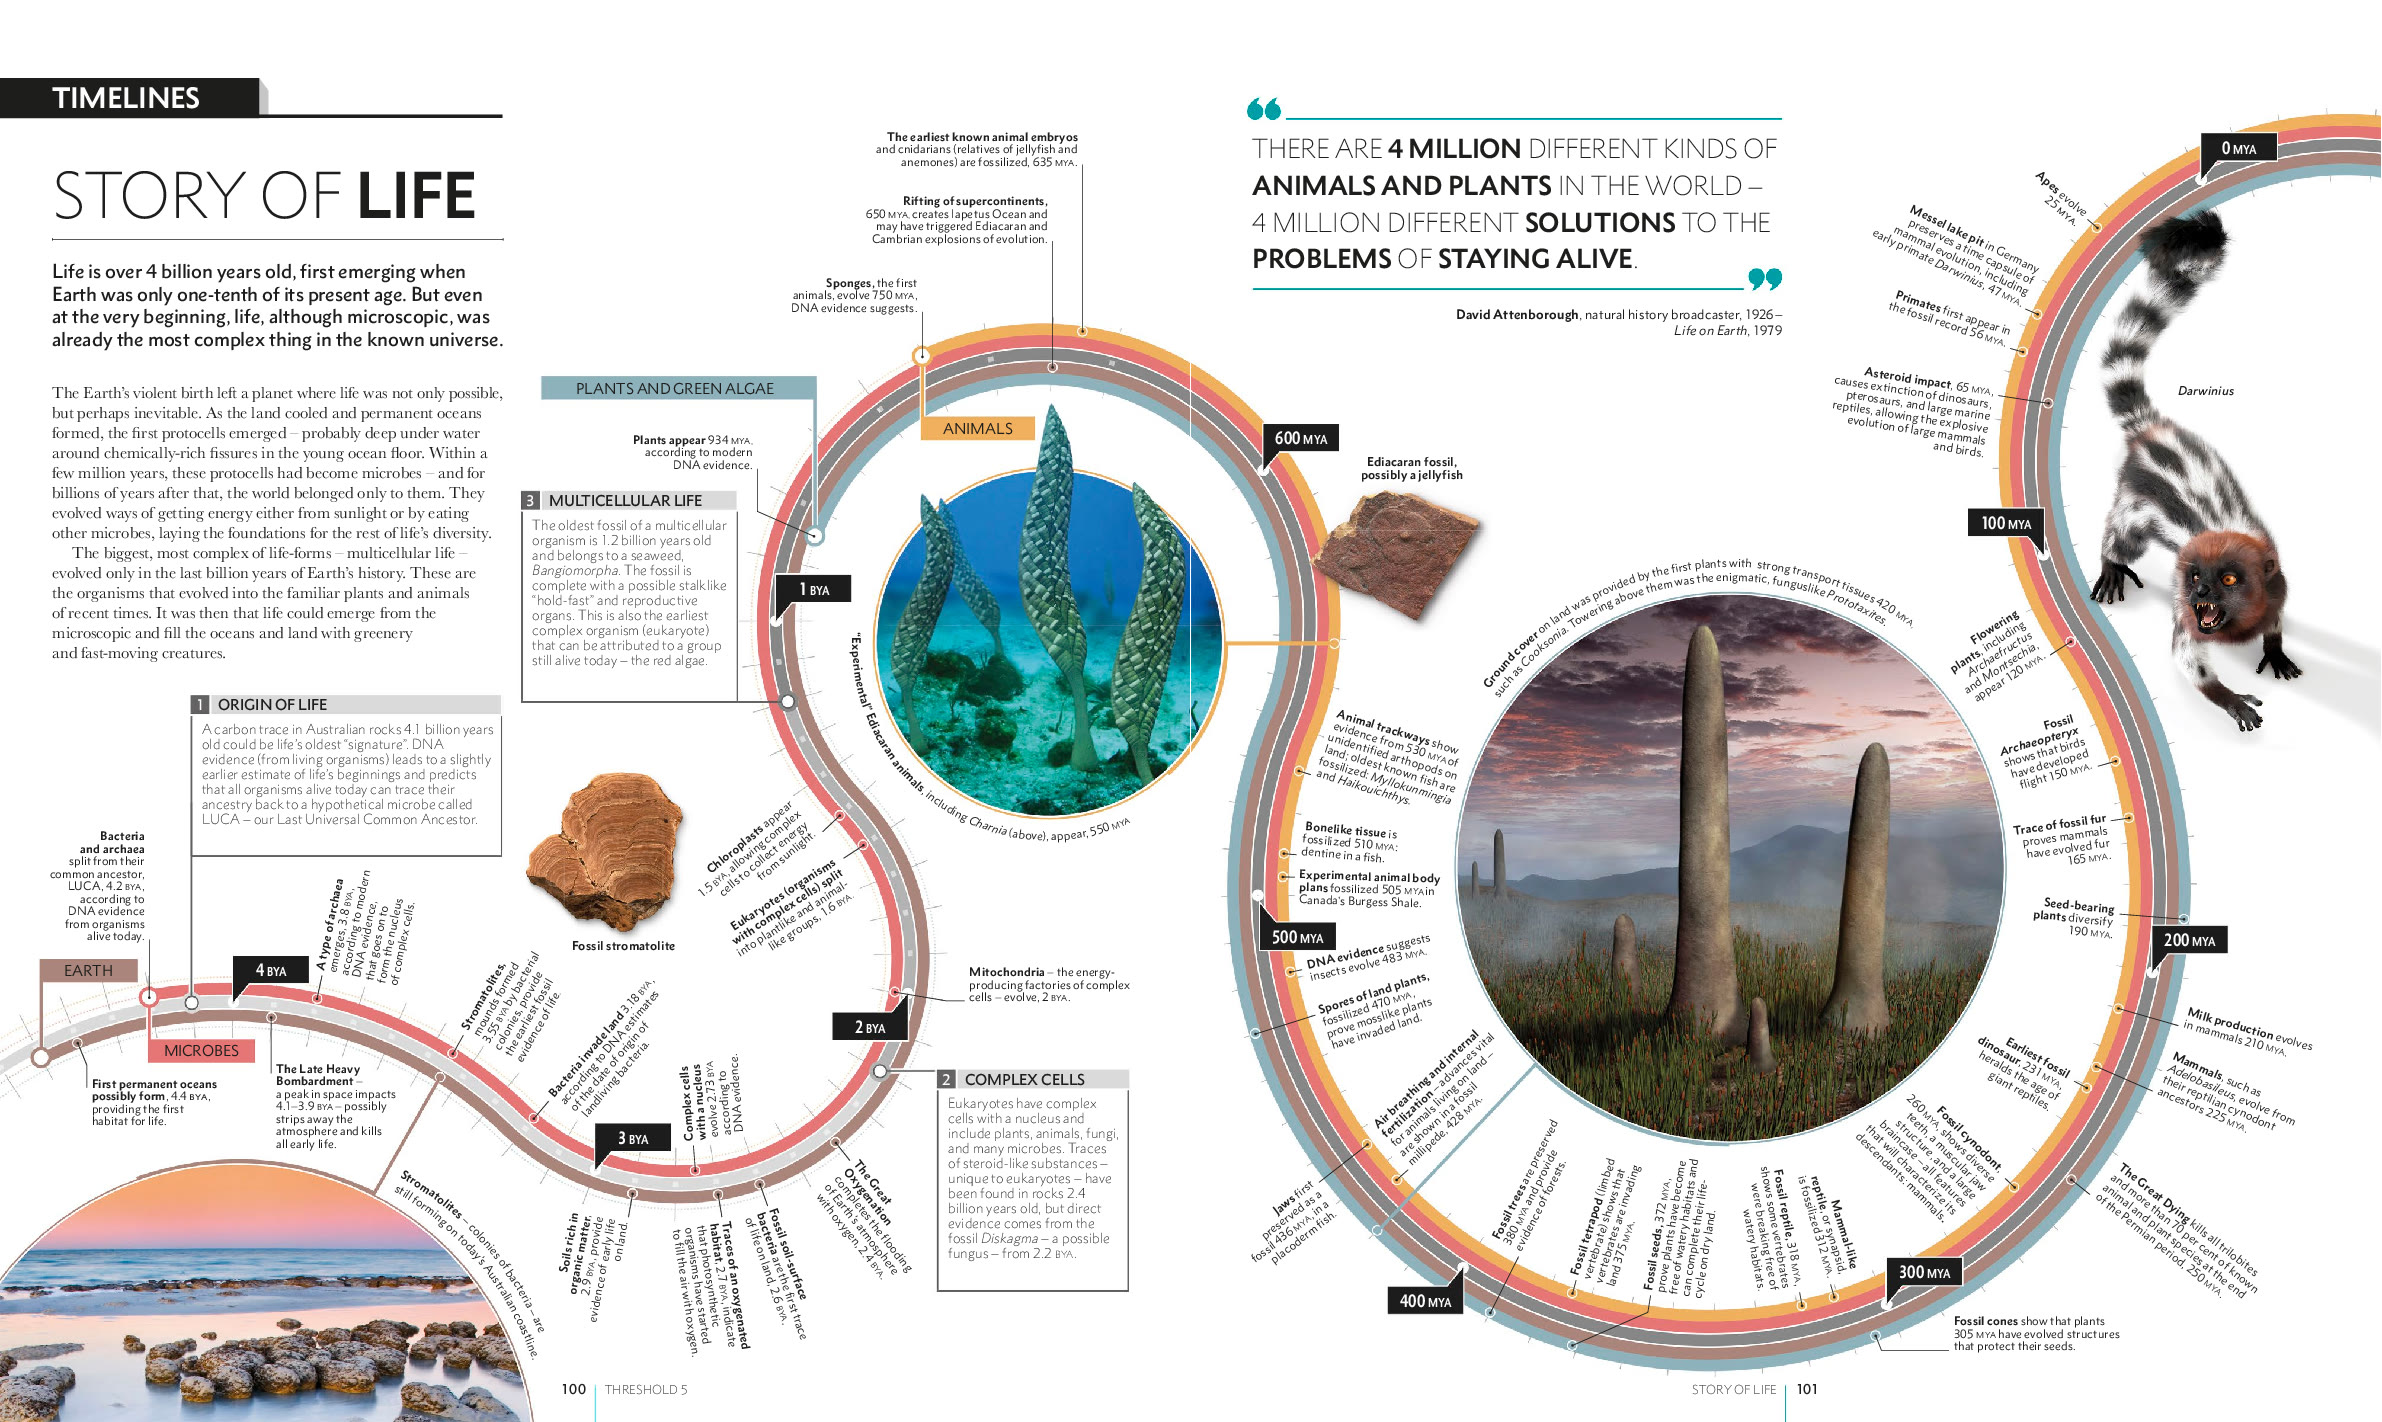 TIMELINES
STORY OF LIFE
Life is over 4 billion years old, first emerging when
Earth was only one-tenth of its present age. But even
at the very beginning, life, although microscopic, was
already the most complex thing in the known universe.
The Earth's violent birth left a planet where life was not only possible,
but perhaps inevitable. As the land cooled and permanent oceans
formed, the first protocells emerged – probably deep under water
around chemically-rich fissures in the young ocean floor. Within a
few million years, these protocells had become microbes – and for
billions of years after that, the world belonged only to them. They
evolved ways of getting energy either from sunlight or by eating
other microbes, laying the foundations for the rest of life's diversity.
The biggest, most complex of life-forms – multicellular life –
evolved only in the last billion years of Earth's history. These are
the organisms that evolved into the familiar plants and animals
of recent times. It was then that life could emerge from the
microscopic and fill the oceans and land with greenery
and fast-moving creatures.
1 ORIGIN OF LIFE
A carbon trace in Australian rocks 4.1 billion years
old could be life's oldest "signature". DNA
evidence (from living organisms) leads to a slightly
earlier estimate of life's beginnings and predicts
that all organisms alive today can trace their
ancestry back to a hypothetical microbe called
LUCA – our Last Universal Common Ancestor.
Bacteria
and archaea
split from their
common ancestor,
LUCA, 4.2 BYA,
according to
DNA evidence
from organisms
alive today.
EARTH
MICROBES
4 BYA
First permanent oceans
possibly form, 4.4 BYA,
providing the first
habitat for life.
The Late Heavy
Bombardment –
a peak in space impacts
4.1–3.9 BYA – possibly
strips away the
atmosphere and kills
all early life.
A type of archaea
emerges, 3.8 BYA,
according to modern
DNA evidence,
that goes on to
form the nucleus
of complex cells.
Stromatolites,
mounds formed
3.55 BYA by bacterial
colonies, provide
the earliest fossil
evidence of life.
Stromatolites – colonies of bacteria – are
still forming on today's Australian coastline.
Bacteria invade land 3.18 BYA,
according to DNA estimates
of the date of origin of
landliving bacteria.
3 BYA
Soils rich in
organic matter,
2.9 BYA, provide
evidence of early life
on land.
Complex cells
with a nucleus
evolve 2.73 BYA
according to
DNA evidence.
Traces of an oxygenated
habitat, 2.7 BYA, indicate
that photosynthetic
organisms have started
to fill the air with oxygen.
Fossil soil-surface
bacteria are the first trace
of life on land, 2.6 BYA.
The Great
Oxygenation
completes the flooding
of Earth's atmosphere
with oxygen, 2.4 BYA.
Fossil stromatolite
2 COMPLEX CELLS
Eukaryotes have complex
cells with a nucleus and
include plants, animals, fungi,
and many microbes. Traces
of steroid-like substances –
unique to eukaryotes – have
been found in rocks 2.4
billion years old, but direct
evidence comes from the
fossil Diskagma – a possible
fungus – from 2.2 BYA.
2 BYA
Mitochondria – the energy-
producing factories of complex
cells – evolve, 2 BYA.
Eukaryotes (organisms
with complex cells) split
into plantlike and animal-
like groups, 1.6 BYA.
Chloroplasts appear
1.5 BYA, allowing complex
cells to collect energy
from sunlight.
3 MULTICELLULAR LIFE
The oldest fossil of a multicellular
organism is 1.2 billion years old
and belongs to a seaweed,
Bangiomorpha. The fossil is
complete with a possible stalklike
"hold-fast" and reproductive
organs. This is also the earliest
complex organism (eukaryote)
that can be attributed to a group
still alive today – the red algae.
1 BYA
Plants appear 934 MYA,
according to modern
DNA evidence.
PLANTS AND GREEN ALGAE
Sponges, the first
animals, evolve 750 MYA,
DNA evidence suggests.
ANIMALS
Rifting of supercontinents,
650 MYA, creates Iapetus Ocean and
may have triggered Ediacaran and
Cambrian explosions of evolution.
The earliest known animal embryos
and cnidarians (relatives of jellyfish and
anemones) are fossilized, 635 MYA.
600 MYA
"Experimental" Ediacaran animals, including Charnia (above), appear, 550 MYA
Ediacaran fossil,
possibly a jellyfish
THERE ARE 4 MILLION DIFFERENT KINDS OF
ANIMALS AND PLANTS IN THE WORLD –
4 MILLION DIFFERENT SOLUTIONS TO THE
PROBLEMS OF STAYING ALIVE.
David Attenborough, natural history broadcaster, 1926–
Life on Earth, 1979
Animal trackways show
evidence from 530 MYA of
unidentified arthopods on
land; oldest known fish are
fossilized: Myllokunmingia
and Haikouichthys.
Bonelike tissue is
fossilized 510 MYA:
dentine in a fish.
Experimental animal body
plans fossilized 505 MYA in
Canada's Burgess Shale.
500 MYA
DNA evidence suggests
insects evolve 483 MYA.
Spores of land plants,
fossilized 470 MYA,
prove mosslike plants
have invaded land.
Jaws first
preserved as a
fossil 436 MYA, in a
placoderm fish.
Air breathing and internal
fertilization – advances vital
for animals living on land –
are shown in a fossil
millipede, 428 MYA.
Ground cover on land was provided by the first plants with strong transport tissues 420 MYA,
such as Cooksonia. Towering above them was the enigmatic, funguslike Prototaxites.
400 MYA
Fossil trees are preserved
380 MYA and provide
evidence of forests.
Fossil tetrapod (limbed
vertebrate) shows that
vertebrates are invading
land 375 MYA.
Fossil seeds, 372 MYA,
prove plants have become
free of watery habitats and
can complete their life-
cycle on dry land.
Fossil reptile, 318 MYA,
shows some vertebrates
were breaking free of
watery habitats.
Mammal-like
reptile, or synapsid,
is fossilized 312 MYA.
300 MYA
Fossil cones show that plants
305 MYA have evolved structures
that protect their seeds.
Fossil cynodont,
260 MYA, shows diverse
teeth, a muscular jaw
structure, and a large
braincase – all features
that will characterize its
descendants: mammals.
The Great Dying kills all trilobites
and more than 70 per cent of known
animal and plant species at the end
of the Permian period, 250 MYA.
Earliest fossil
dinosaur, 231 MYA,
heralds the age of
giant reptiles.
Mammals, such as
Adelobasileus, evolve from
their reptilian cynodont
ancestors 225 MYA.
Milk production evolves
in mammals 210 MYA.
200 MYA
Seed-bearing
plants diversify
190 MYA.
Trace of fossil fur
proves mammals
have evolved fur
165 MYA.
Fossil
Archaeopteryx
shows that birds
have developed
flight 150 MYA.
Flowering
plants, including
Archaefructus
and Montsechia,
appear 120 MYA.
100 MYA
Asteroid impact, 65 MYA,
causes extinction of dinosaurs,
pterosaurs, and large marine
reptiles, allowing the explosive
evolution of large mammals
and birds.
Primates first appear in
the fossil record 56 MYA.
Messel lake pit in Germany
preserves a time capsule of
mammal evolution, including
early primate Darwinius, 47 MYA.
Apes evolve
25 MYA.
0 MYA
Darwinius
100 THRESHOLD 5
STORY OF LIFE 101